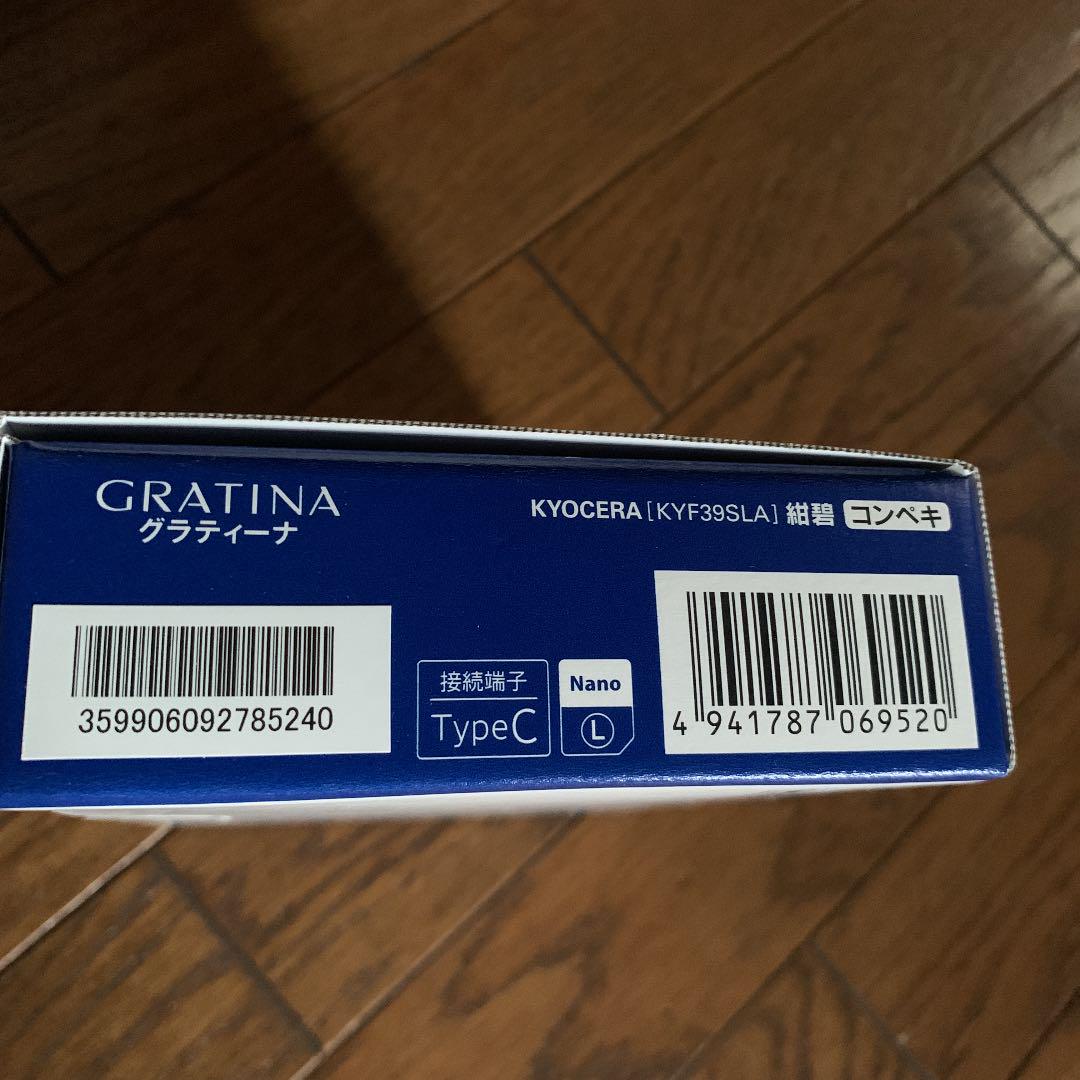 GRATINA
グラティーナ
KYOCERA [KYF39SLA] 紺碧 コンペキ
359906092785240
接続端子
TypeC
Nano
L
4 941787 069520